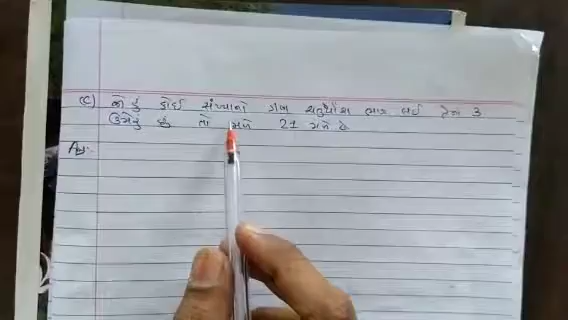 (C) જો હું કોઈ સંખ્યાનો ત્રણ ચતુર્થાંશ ભાગ લઈ તેમાં 3
ઉમેરું છું તો મને 21 મળે છે
Ans:-